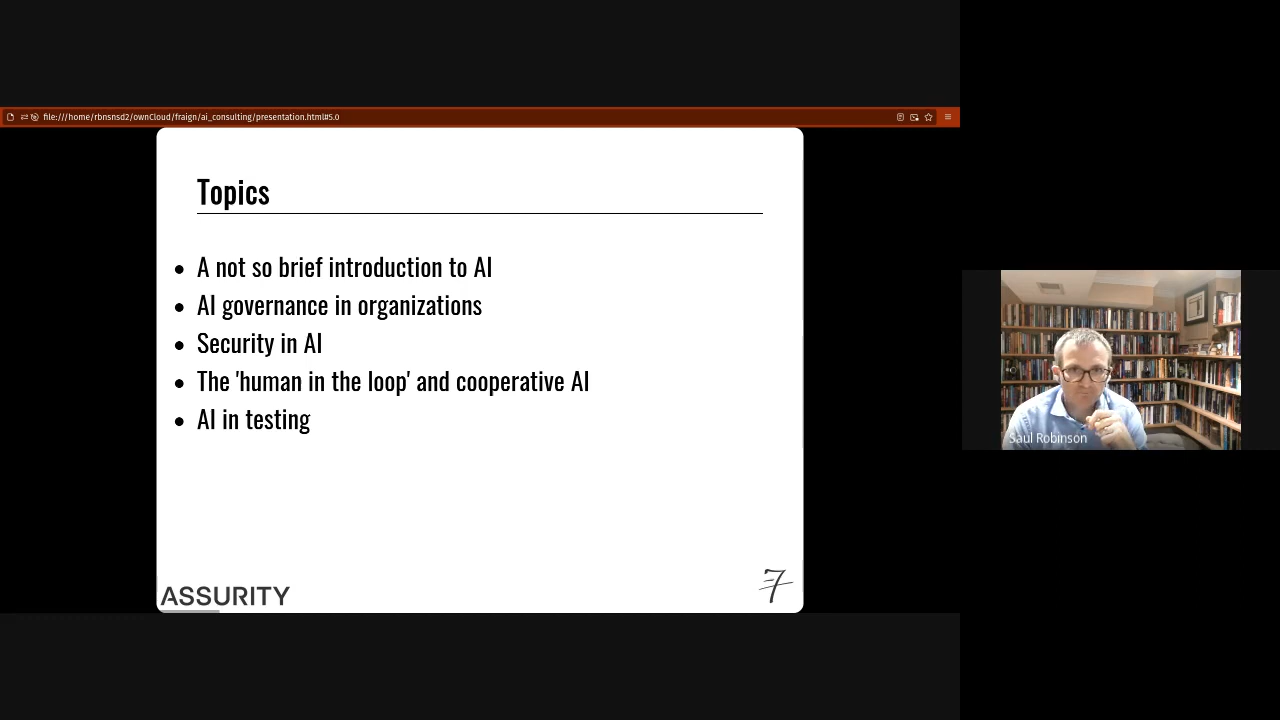 file:///home/rbnsnsd2/ownCloud/fraign/ai_consulting/presentation.html#5.0
Topics
A not so brief introduction to AI
AI governance in organizations
Security in AI
The 'human in the loop' and cooperative AI
AI in testing
ASSURITY
Saul Robinson